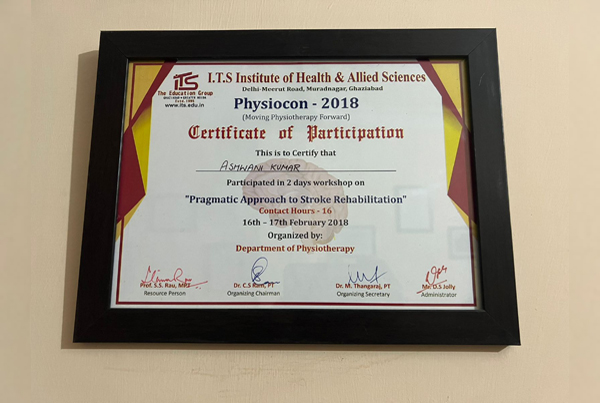 ITS
The Education Group
www.its.edu.in
I.T.S Institute of Health & Allied Sciences
Delhi-Meerut Road, Muradnagar, Ghaziabad
Physiocon - 2018
(Moving Physiotherapy Forward)
Certificate of Participation
This is to Certify that
ASHWANI KUMAR
Participated in 2 days workshop on
"Pragmatic Approach to Stroke Rehabilitation"
Contact Hours - 16
16th - 17th February 2018
Organized by:
Department of Physiotherapy
Prof. S.S. Rau, Dr. C.S Ram, PT Dr. M. Thangaraj, PT Mr. D.S Jolly
Resource Person Organizing Chairman Organizing Secretary Administrator